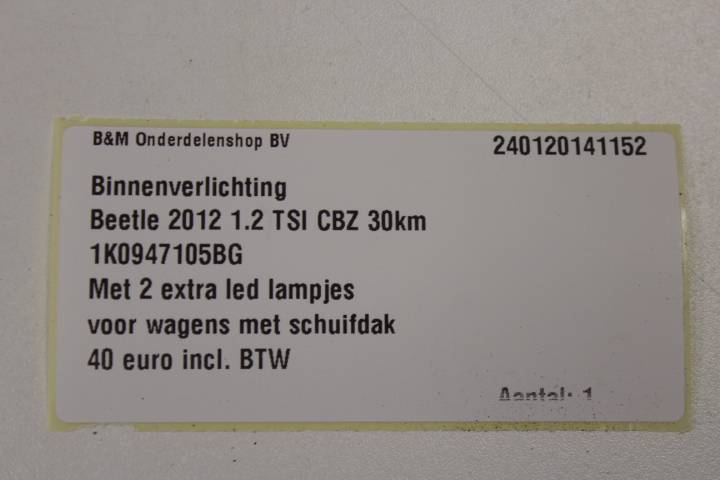 B&M Onderdelenshop BV 240120141152
Binnenverlichting
Beetle 2012 1.2 TSI CBZ 30km
1K0947105BG
Met 2 extra led lampjes
voor wagens met schuifdak
40 euro incl. BTW
Aantal: 1